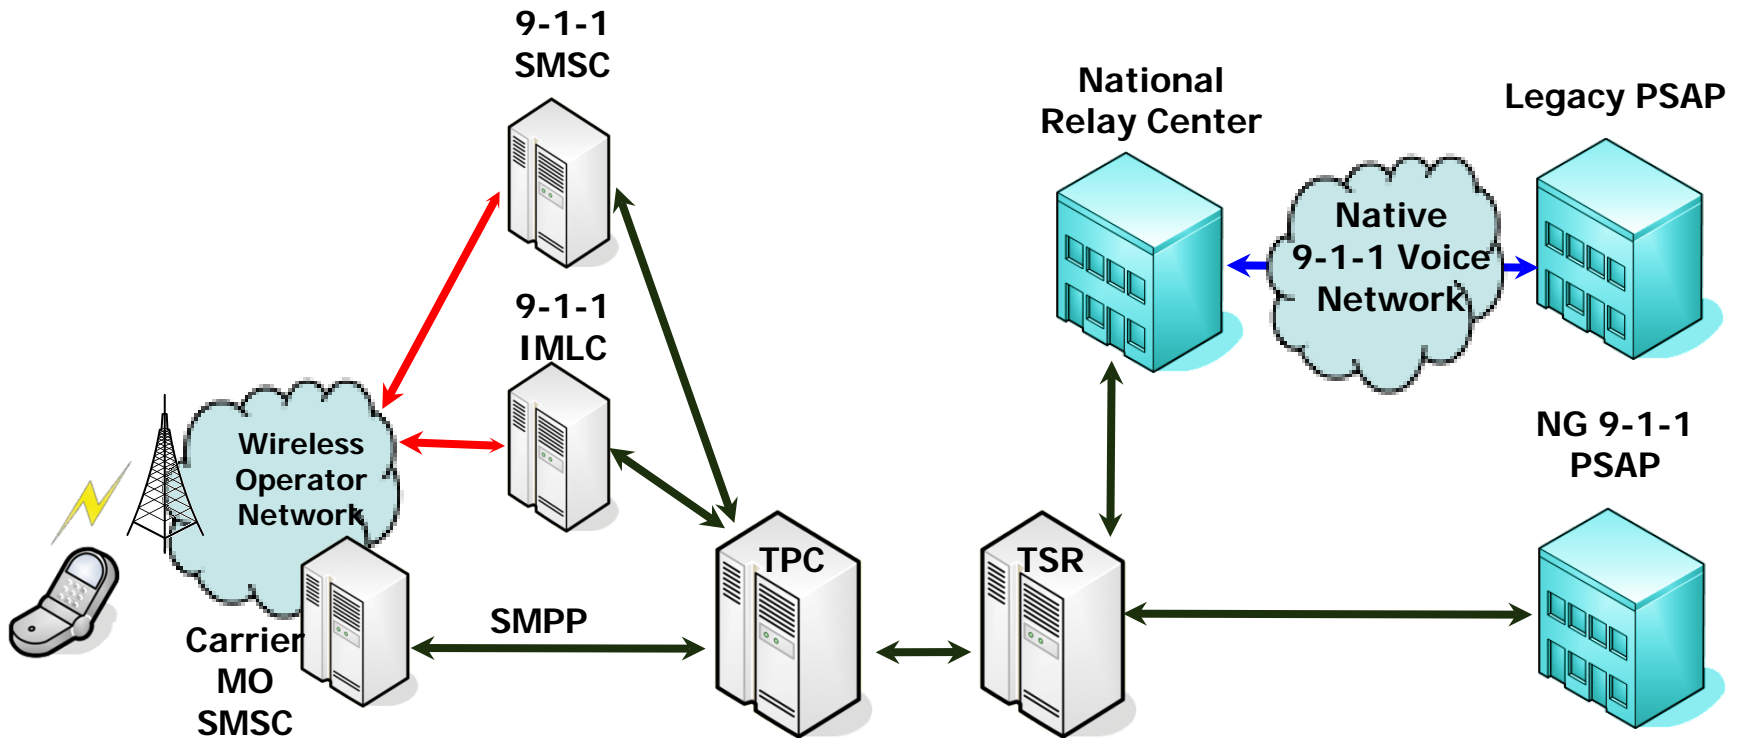 9-1-1
SMSC
National
Relay Center
Legacy PSAP
Native
9-1-1 Voice
Network
9-1-1
IMLC
Wireless
Operator
Network
NG 9-1-1
PSAP
TPC
TSR
SMPP
Carrier
MO
SMSC